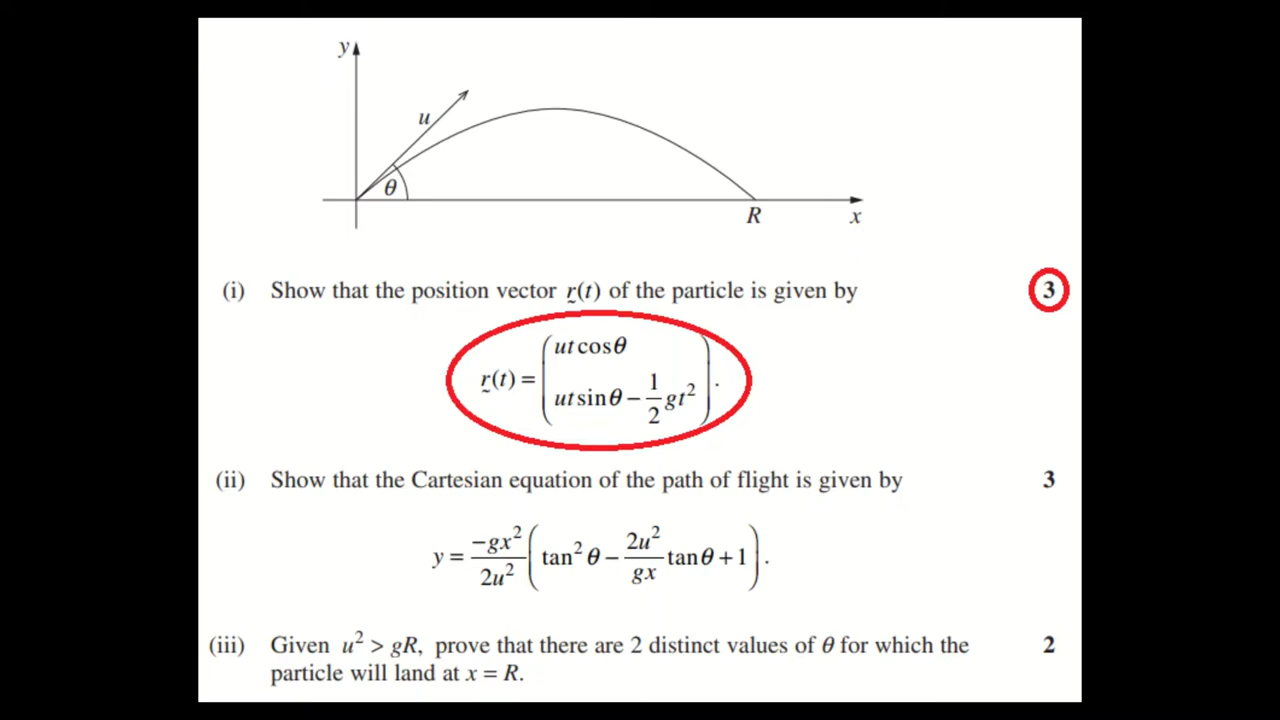 y
u
θ
R
x
(i) Show that the position vector r̰(t) of the particle is given by 3
r̰(t) = ( ut cosθ
ut sinθ − 1/2 gt² ).
(ii) Show that the Cartesian equation of the path of flight is given by 3
y = −gx²/2u² ( tan² θ − 2u²/gx tanθ + 1 ).
(iii) Given u² > gR, prove that there are 2 distinct values of θ for which the 2
particle will land at x = R.